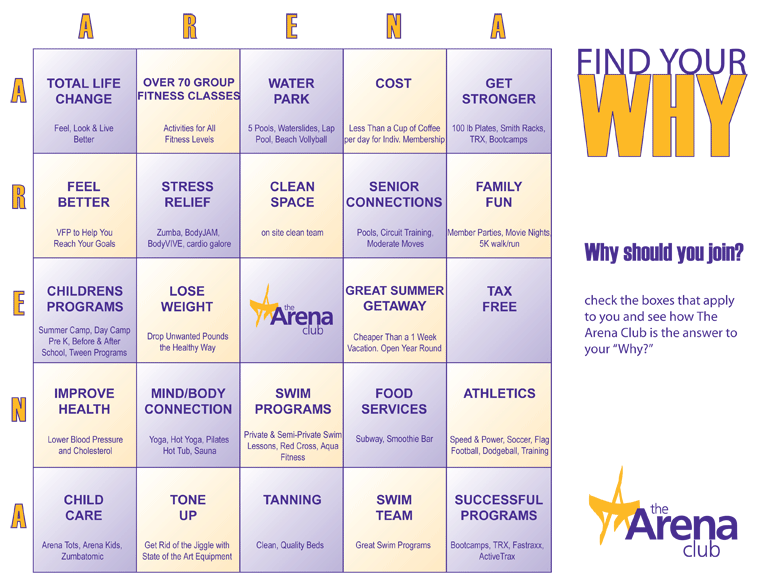 A R E N A
FIND YOUR
WHY
A
TOTAL LIFE
CHANGE
Feel, Look & Live
Better
OVER 70 GROUP
FITNESS CLASSES
Activities for All
Fitness Levels
WATER
PARK
5 Pools, Waterslides, Lap
Pool, Beach Vollyball
COST
Less Than a Cup of Coffee
per day for Indiv. Membership
GET
STRONGER
100 lb Plates, Smith Racks,
TRX, Bootcamps
R
FEEL
BETTER
VFP to Help You
Reach Your Goals
STRESS
RELIEF
Zumba, BodyJAM,
BodyVIVE, cardio galore
CLEAN
SPACE
on site clean team
SENIOR
CONNECTIONS
Pools, Circuit Training,
Moderate Moves
FAMILY
FUN
Member Parties, Movie Nights,
5K walk/run
E
CHILDRENS
PROGRAMS
Summer Camp, Day Camp
Pre K, Before & After
School, Tween Programs
LOSE
WEIGHT
Drop Unwanted Pounds
the Healthy Way
the
Arena
club
GREAT SUMMER
GETAWAY
Cheaper Than a 1 Week
Vacation. Open Year Round
TAX
FREE
N
IMPROVE
HEALTH
Lower Blood Pressure
and Cholesterol
MIND/BODY
CONNECTION
Yoga, Hot Yoga, Pilates
Hot Tub, Sauna
SWIM
PROGRAMS
Private & Semi-Private Swim
Lessons, Red Cross, Aqua
Fitness
FOOD
SERVICES
Subway, Smoothie Bar
ATHLETICS
Speed & Power, Soccer, Flag
Football, Dodgeball, Training
A
CHILD
CARE
Arena Tots, Arena Kids,
Zumbatomic
TONE
UP
Get Rid of the Jiggle with
State of the Art Equipment
TANNING
Clean, Quality Beds
SWIM
TEAM
Great Swim Programs
SUCCESSFUL
PROGRAMS
Bootcamps, TRX, Fastraxx,
ActiveTrax
Why should you join?
check the boxes that apply
to you and see how The
Arena Club is the answer to
your “Why?”
the
Arena
club